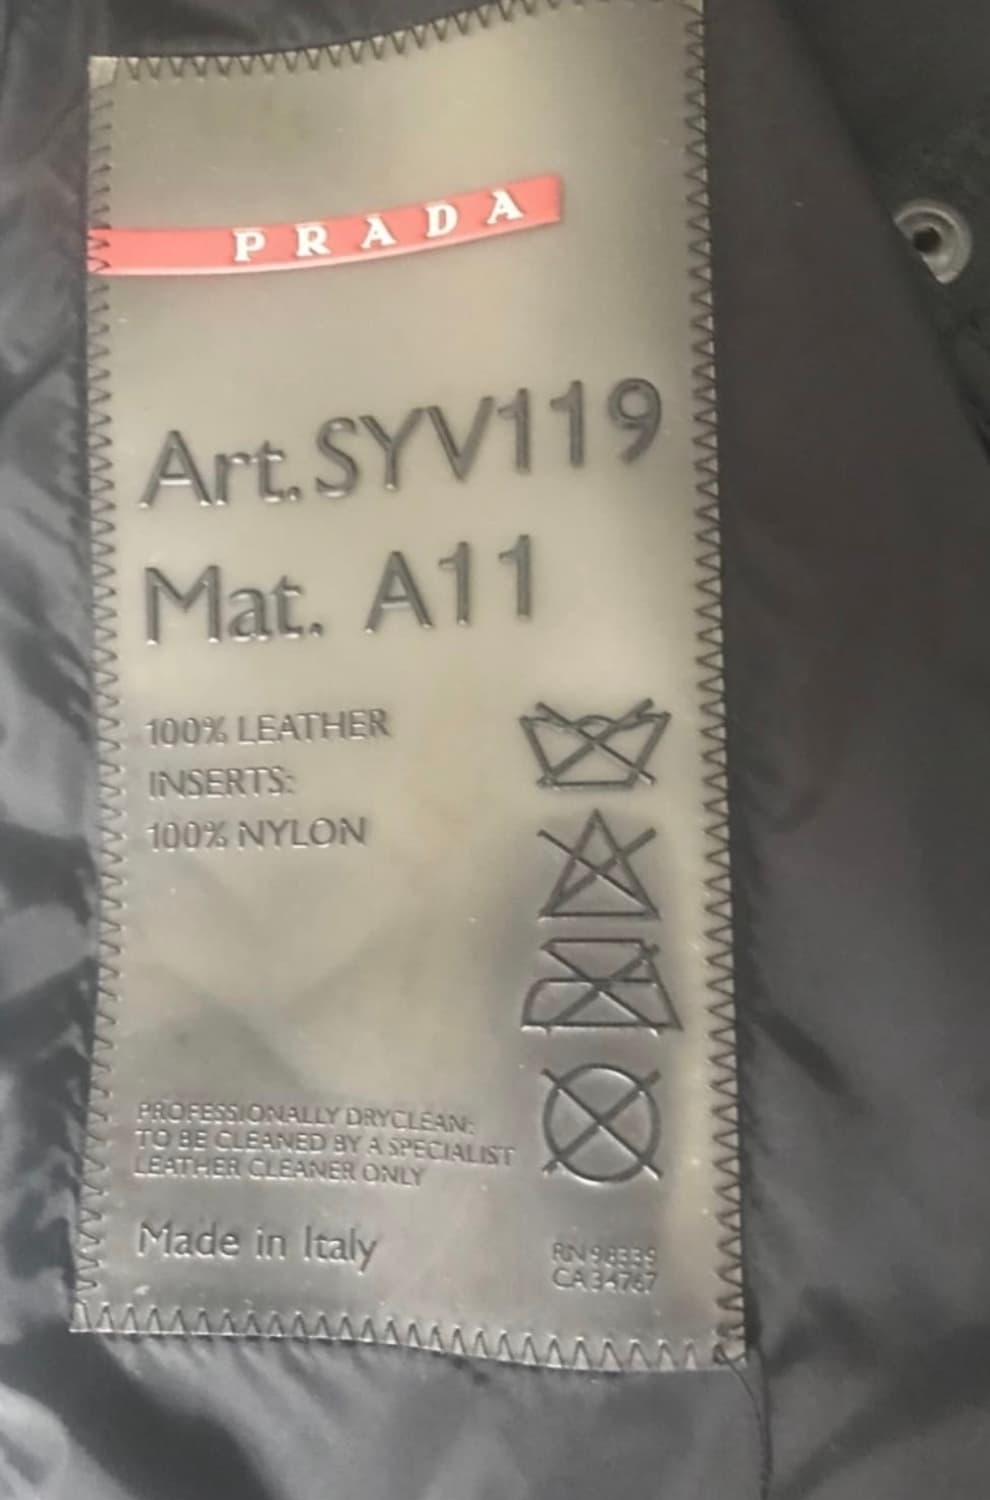 PRADA
Art. SYV119
Mat. A11
100% LEATHER
INSERTS:
100% NYLON
PROFESSIONALLY DRYCLEAN:
TO BE CLEANED BY A SPECIALIST
LEATHER CLEANER ONLY
Made in Italy
RN
CA 34767